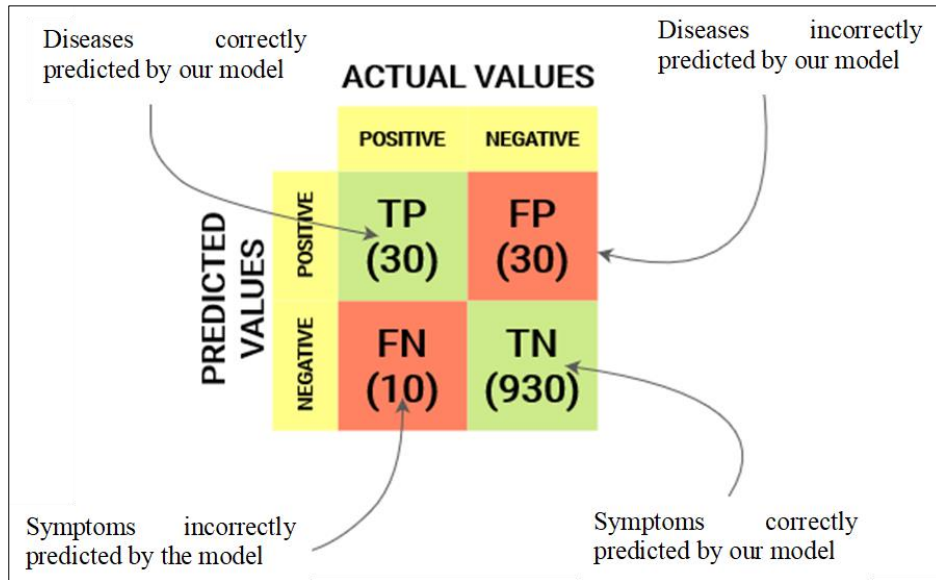 Diseases correctly
predicted by our model
Diseases incorrectly
predicted by our model
ACTUAL VALUES
POSITIVE NEGATIVE
PREDICTED
VALUES
POSITIVE
TP
(30)
FP
(30)
NEGATIVE
FN
(10)
TN
(930)
Symptoms incorrectly
predicted by the model
Symptoms correctly
predicted by our model